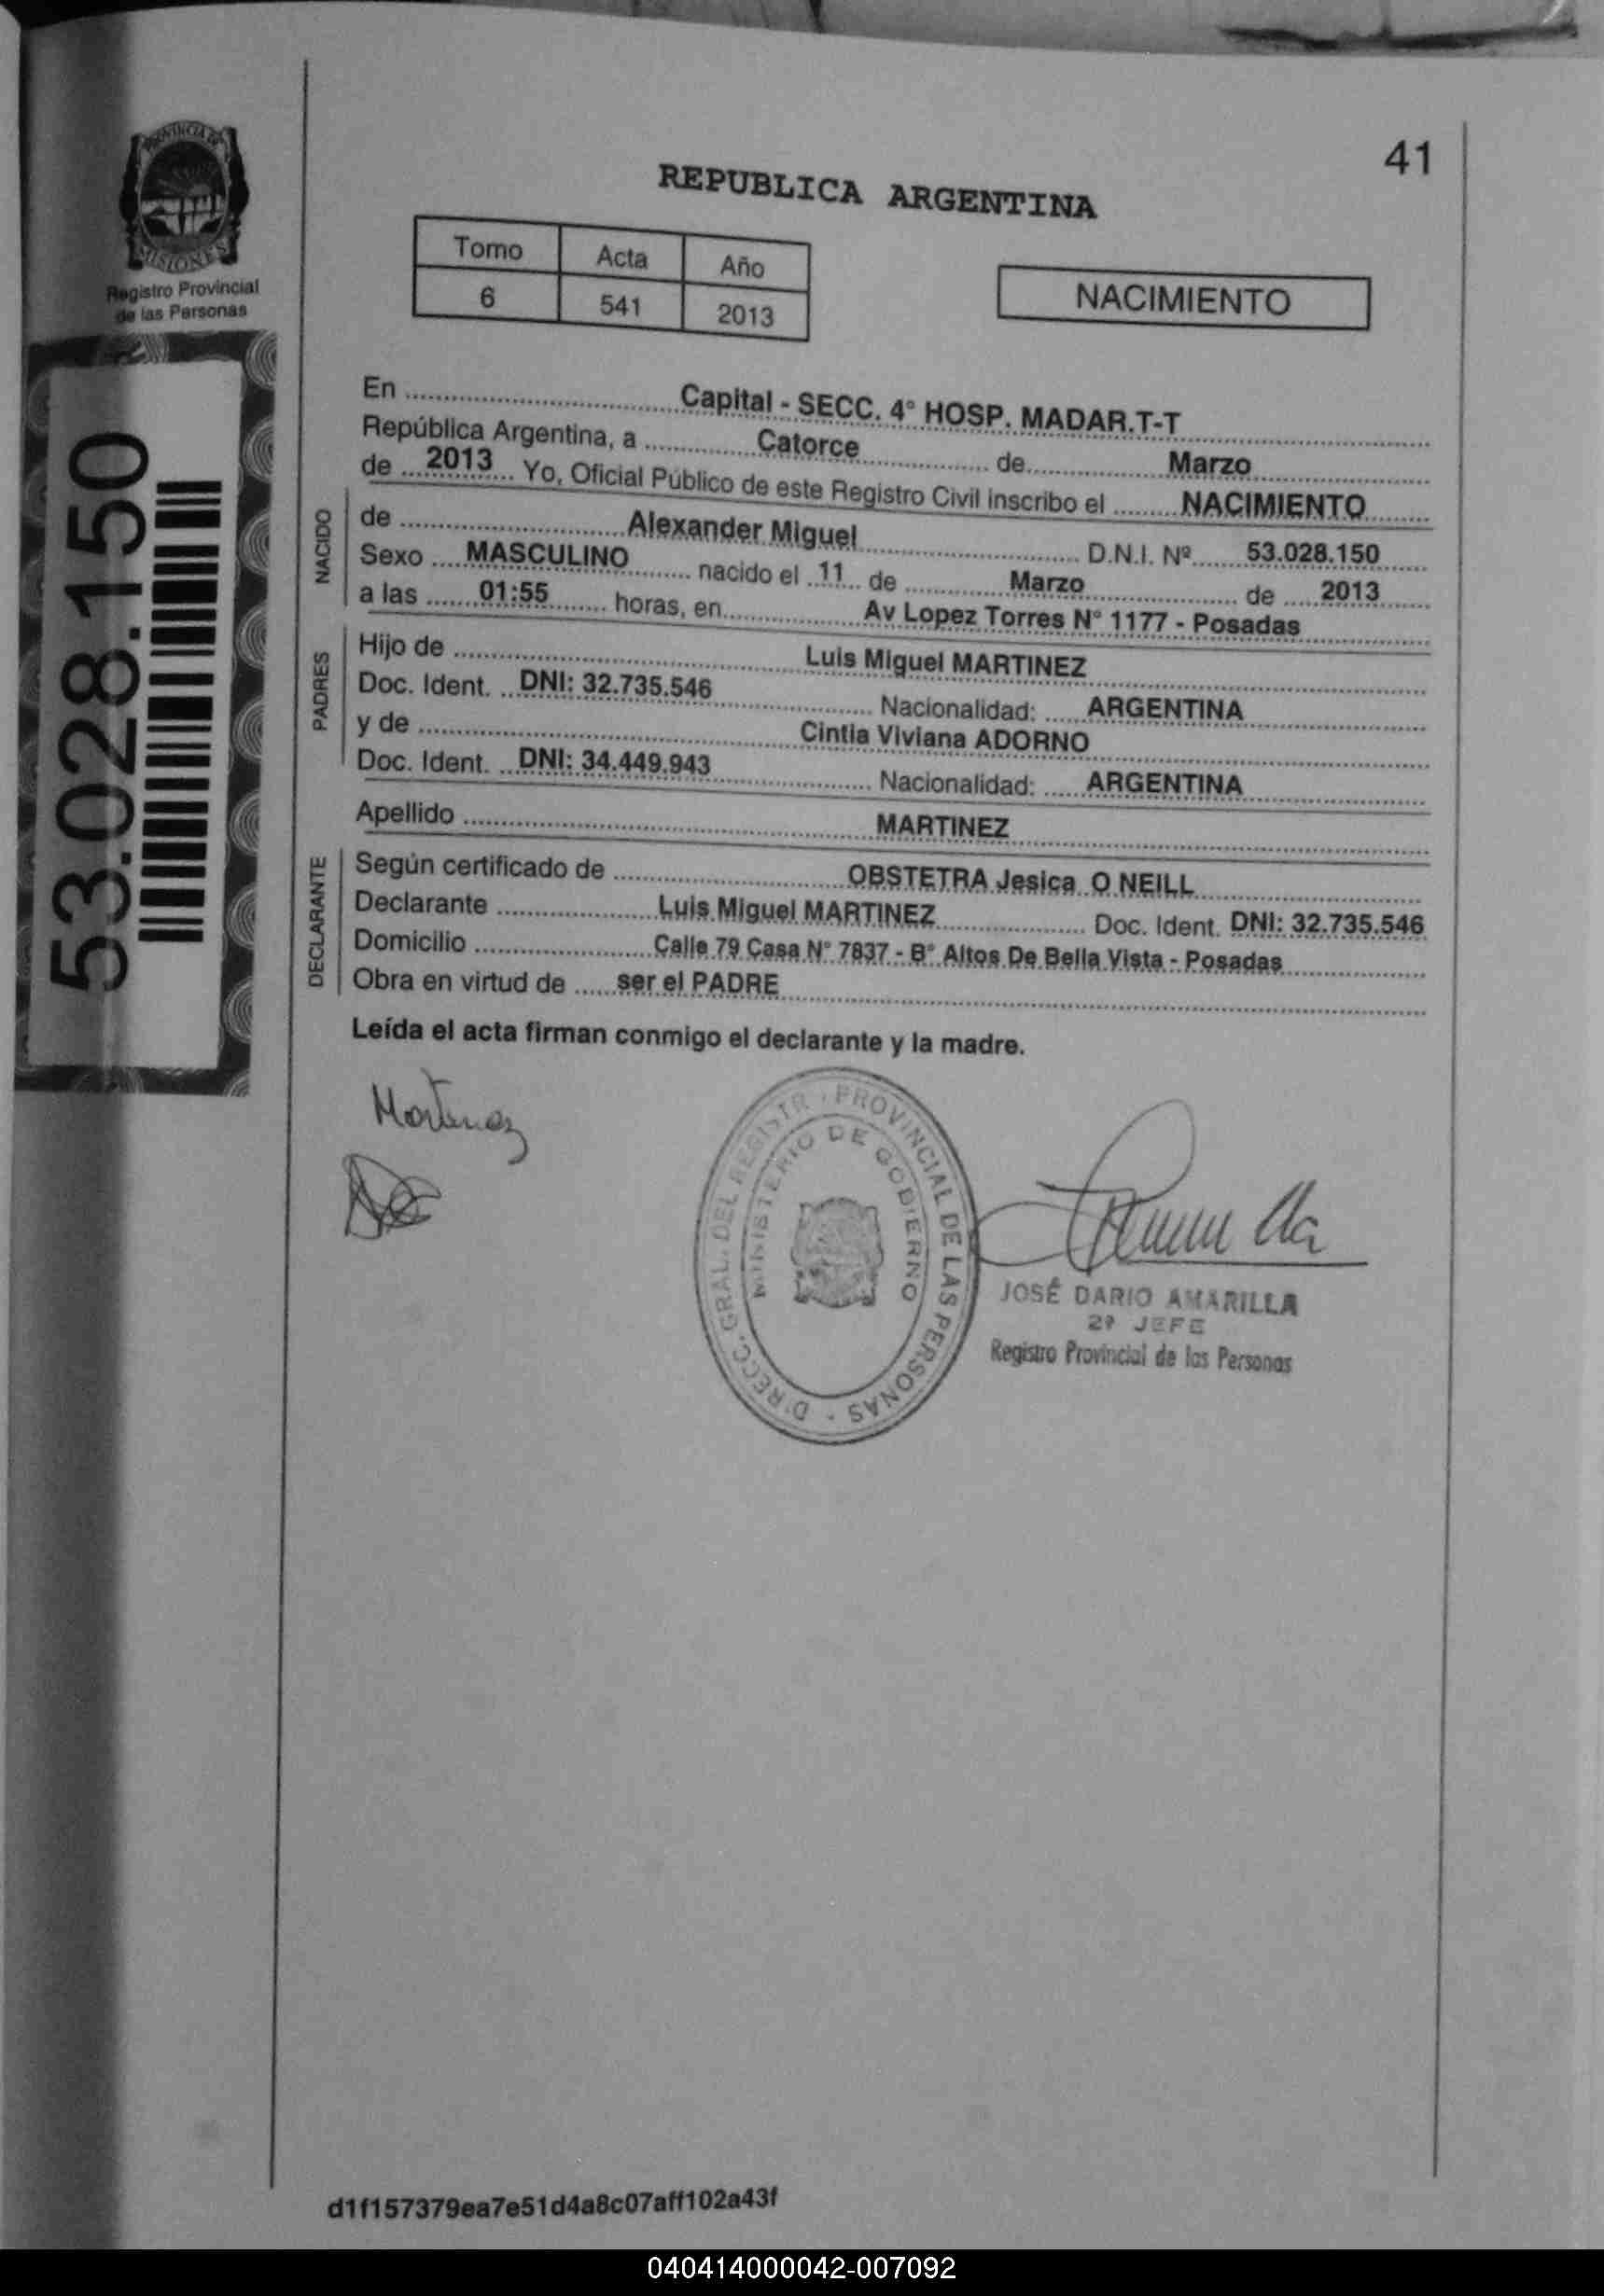 PROVINCIA DE
MISIONES
Registro Provincial
de las Personas
53.028.150
41
REPUBLICA ARGENTINA
Tomo Acta Año
6 541 2013
NACIMIENTO
En Capital - SECC. 4° HOSP. MADAR.T-T
República Argentina, a Catorce de Marzo
de 2013 Yo, Oficial Público de este Registro Civil inscribo el NACIMIENTO
NACIDO
de Alexander Miguel D.N.I. Nº 53.028.150
Sexo MASCULINO nacido el 11 de Marzo de 2013
a las 01:55 horas, en Av Lopez Torres N° 1177 - Posadas
PADRES
Hijo de Luis Miguel MARTINEZ
Doc. Ident. DNI: 32.735.546 Nacionalidad: ARGENTINA
y de Cintia Viviana ADORNO
Doc. Ident. DNI: 34.449.943 Nacionalidad: ARGENTINA
Apellido MARTINEZ
DECLARANTE
Según certificado de OBSTETRA Jesica O NEILL
Declarante Luis Miguel MARTINEZ Doc. Ident. DNI: 32.735.546
Domicilio Calle 79 Casa N° 7837 - B° Altos De Bella Vista - Posadas
Obra en virtud de ser el PADRE
Leída el acta firman conmigo el declarante y la madre.
Martinez
DIRECC. GRAL. DEL REGISTR. PROVINCIAL DE LAS PERSONAS
MINISTERIO DE GOBIERNO
JOSÉ DARIO AMARILLA
2º JEFE
Registro Provincial de las Personas
d1f157379ea7e51d4a8c07aff102a43f
040414000042-007092